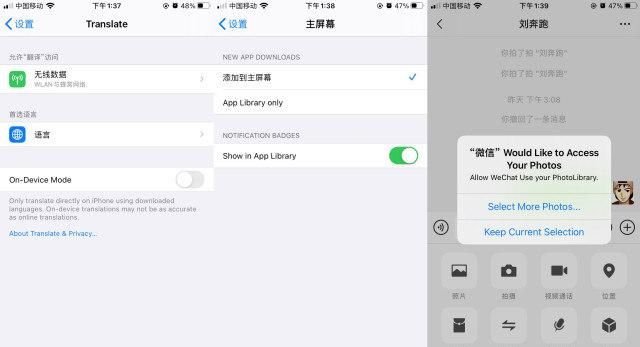 中国移动 下午1:37 48%
设置 Translate
允许“翻译”访问
无线数据
WLAN 与蜂窝网络
首选语言
语言
On-Device Mode
Only translate directly on iPhone using downloaded
languages. On-device translations may not be as accurate
as online translations.
About Translate & Privacy...
中国移动 下午1:38 48%
设置 主屏幕
NEW APP DOWNLOADS
添加到主屏幕
App Library only
NOTIFICATION BADGES
Show in App Library
中国移动 下午1:39 47%
刘奔跑
你拍了拍 “刘奔跑”
你拍了拍 “刘奔跑”
昨天 下午3:08
你撤回了一条消息
“微信” Would Like to Access
Your Photos
Allow WeChat Use your PhotoLibrary.
Select More Photos...
Keep Current Selection
照片 拍摄 视频通话 位置